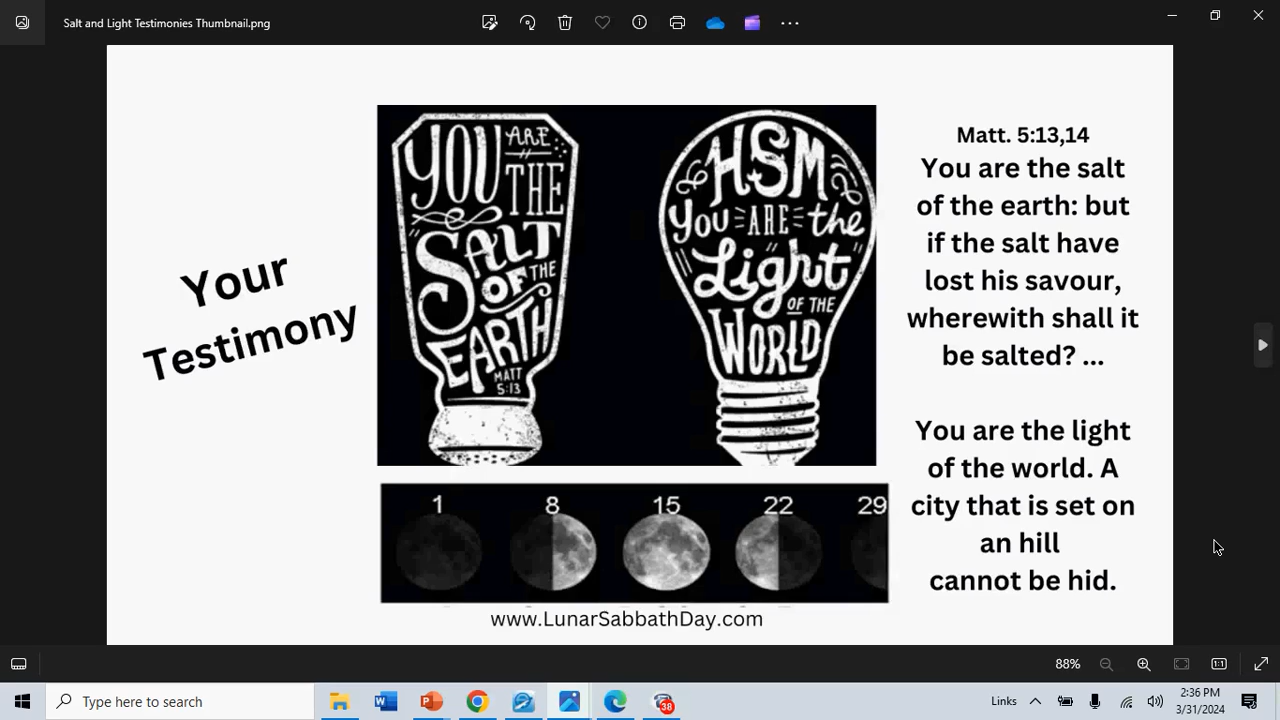 Salt and Light Testimonies Thumbnail.png
Your
Testimony
YOU ARE
THE
"SALT
OF THE
EARTH
MATT
5:13
HSM
You ARE the
"Light"
OF THE
WORLD
Matt. 5:13,14
You are the salt
of the earth: but
if the salt have
lost his savour,
wherewith shall it
be salted? ...
You are the light
of the world. A
city that is set on
an hill
cannot be hid.
1 8 15 22 29
www.LunarSabbathDay.com
88%
1:1
Type here to search
38
Links
2:36 PM
3/31/2024